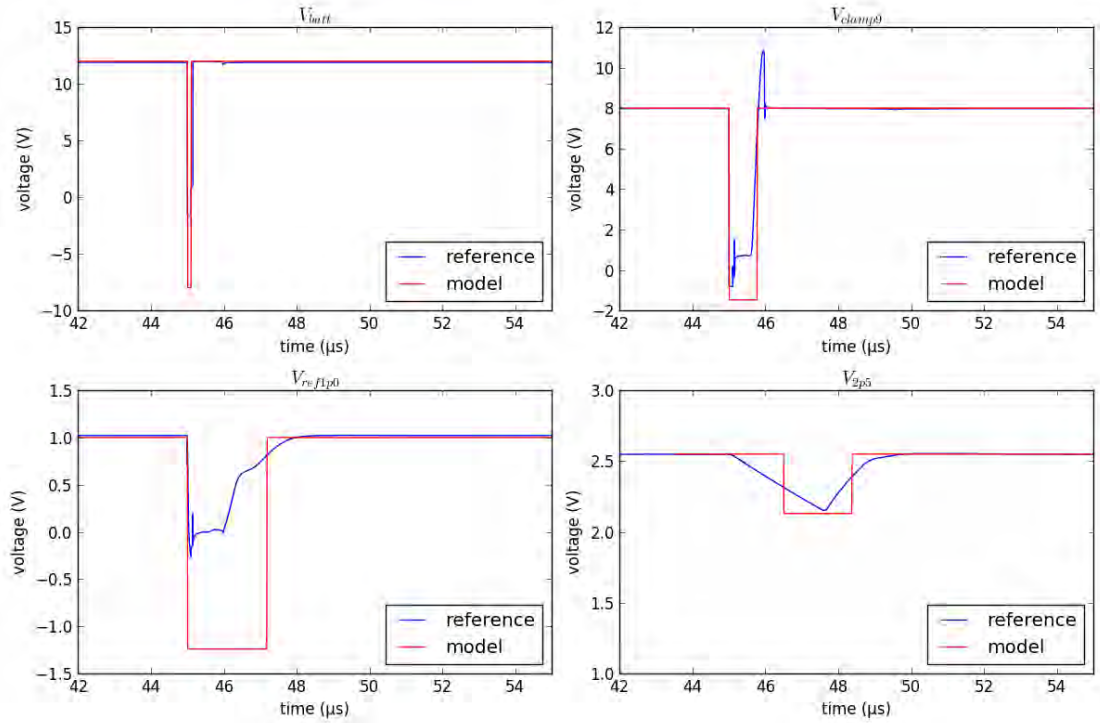 V_batt
15
10
5
0
−5
−10
voltage (V)
42 44 46 48 50 52 54
time (µs)
reference
model
V_clamp9
12
10
8
6
4
2
0
−2
voltage (V)
42 44 46 48 50 52 54
time (µs)
reference
model
V_ref1p0
1.5
1.0
0.5
0.0
−0.5
−1.0
−1.5
voltage (V)
42 44 46 48 50 52 54
time (µs)
reference
model
V_2p5
3.0
2.5
2.0
1.5
1.0
voltage (V)
42 44 46 48 50 52 54
time (µs)
reference
model